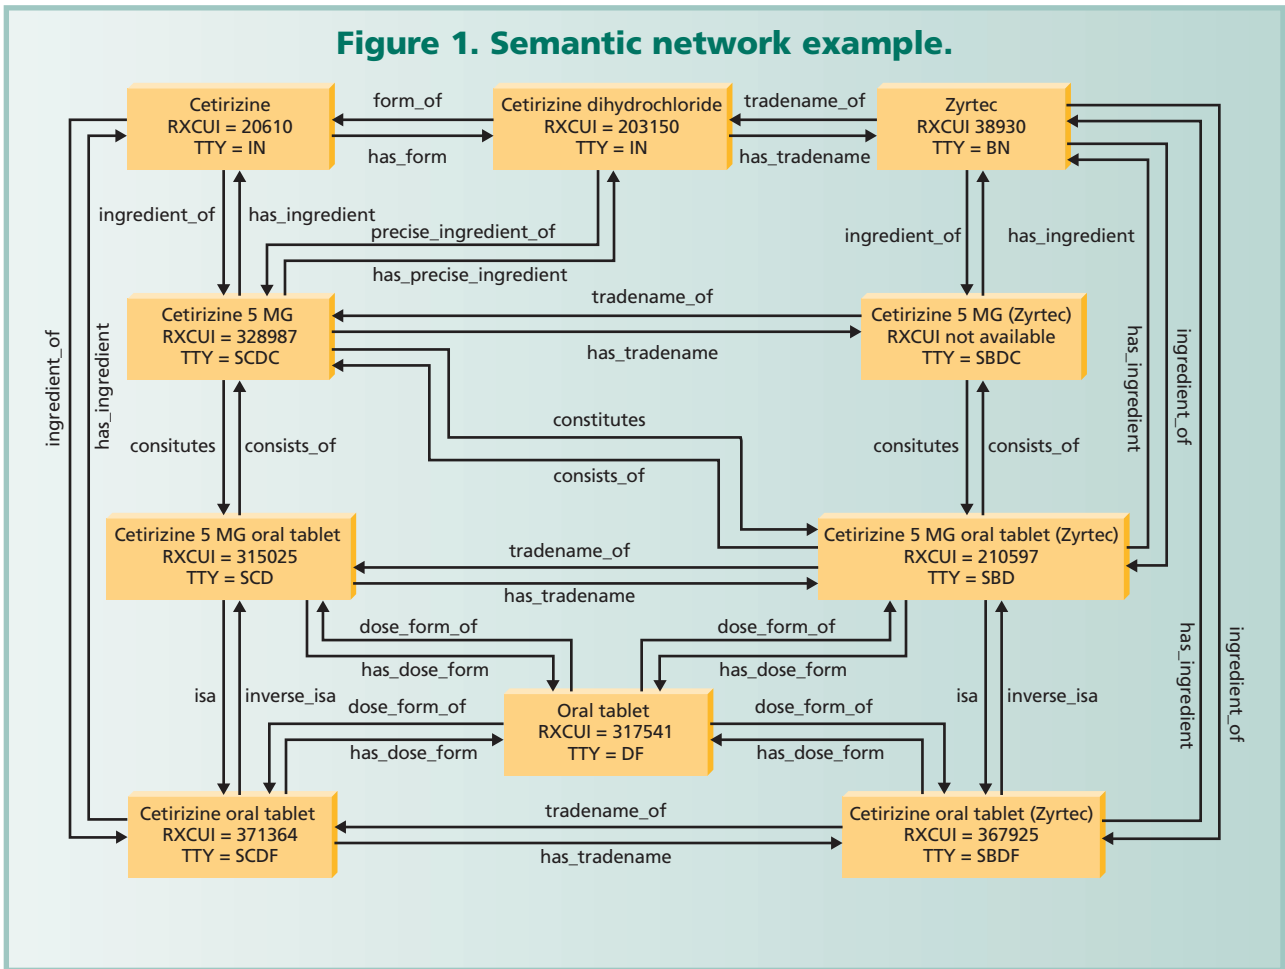 Figure 1. Semantic network example.
Cetirizine
RXCUI = 20610
TTY = IN
form_of
has_form
Cetirizine dihydrochloride
RXCUI = 203150
TTY = IN
tradename_of
has_tradename
Zyrtec
RXCUI 38930
TTY = BN
ingredient_of
has_ingredient
precise_ingredient_of
has_precise_ingredient
ingredient_of
has_ingredient
Cetirizine 5 MG
RXCUI = 328987
TTY = SCDC
tradename_of
has_tradename
Cetirizine 5 MG (Zyrtec)
RXCUI not available
TTY = SBDC
ingredient_of
has_ingredient
has_ingredient
ingredient_of
consitutes
consists_of
constitutes
consists_of
consitutes
consists_of
Cetirizine 5 MG oral tablet
RXCUI = 315025
TTY = SCD
tradename_of
has_tradename
Cetirizine 5 MG oral tablet (Zyrtec)
RXCUI = 210597
TTY = SBD
dose_form_of
has_dose_form
dose_form_of
has_dose_form
has_ingredient
ingredient_of
isa
inverse_isa
dose_form_of
has_dose_form
Oral tablet
RXCUI = 317541
TTY = DF
dose_form_of
has_dose_form
isa
inverse_isa
Cetirizine oral tablet
RXCUI = 371364
TTY = SCDF
tradename_of
has_tradename
Cetirizine oral tablet (Zyrtec)
RXCUI = 367925
TTY = SBDF